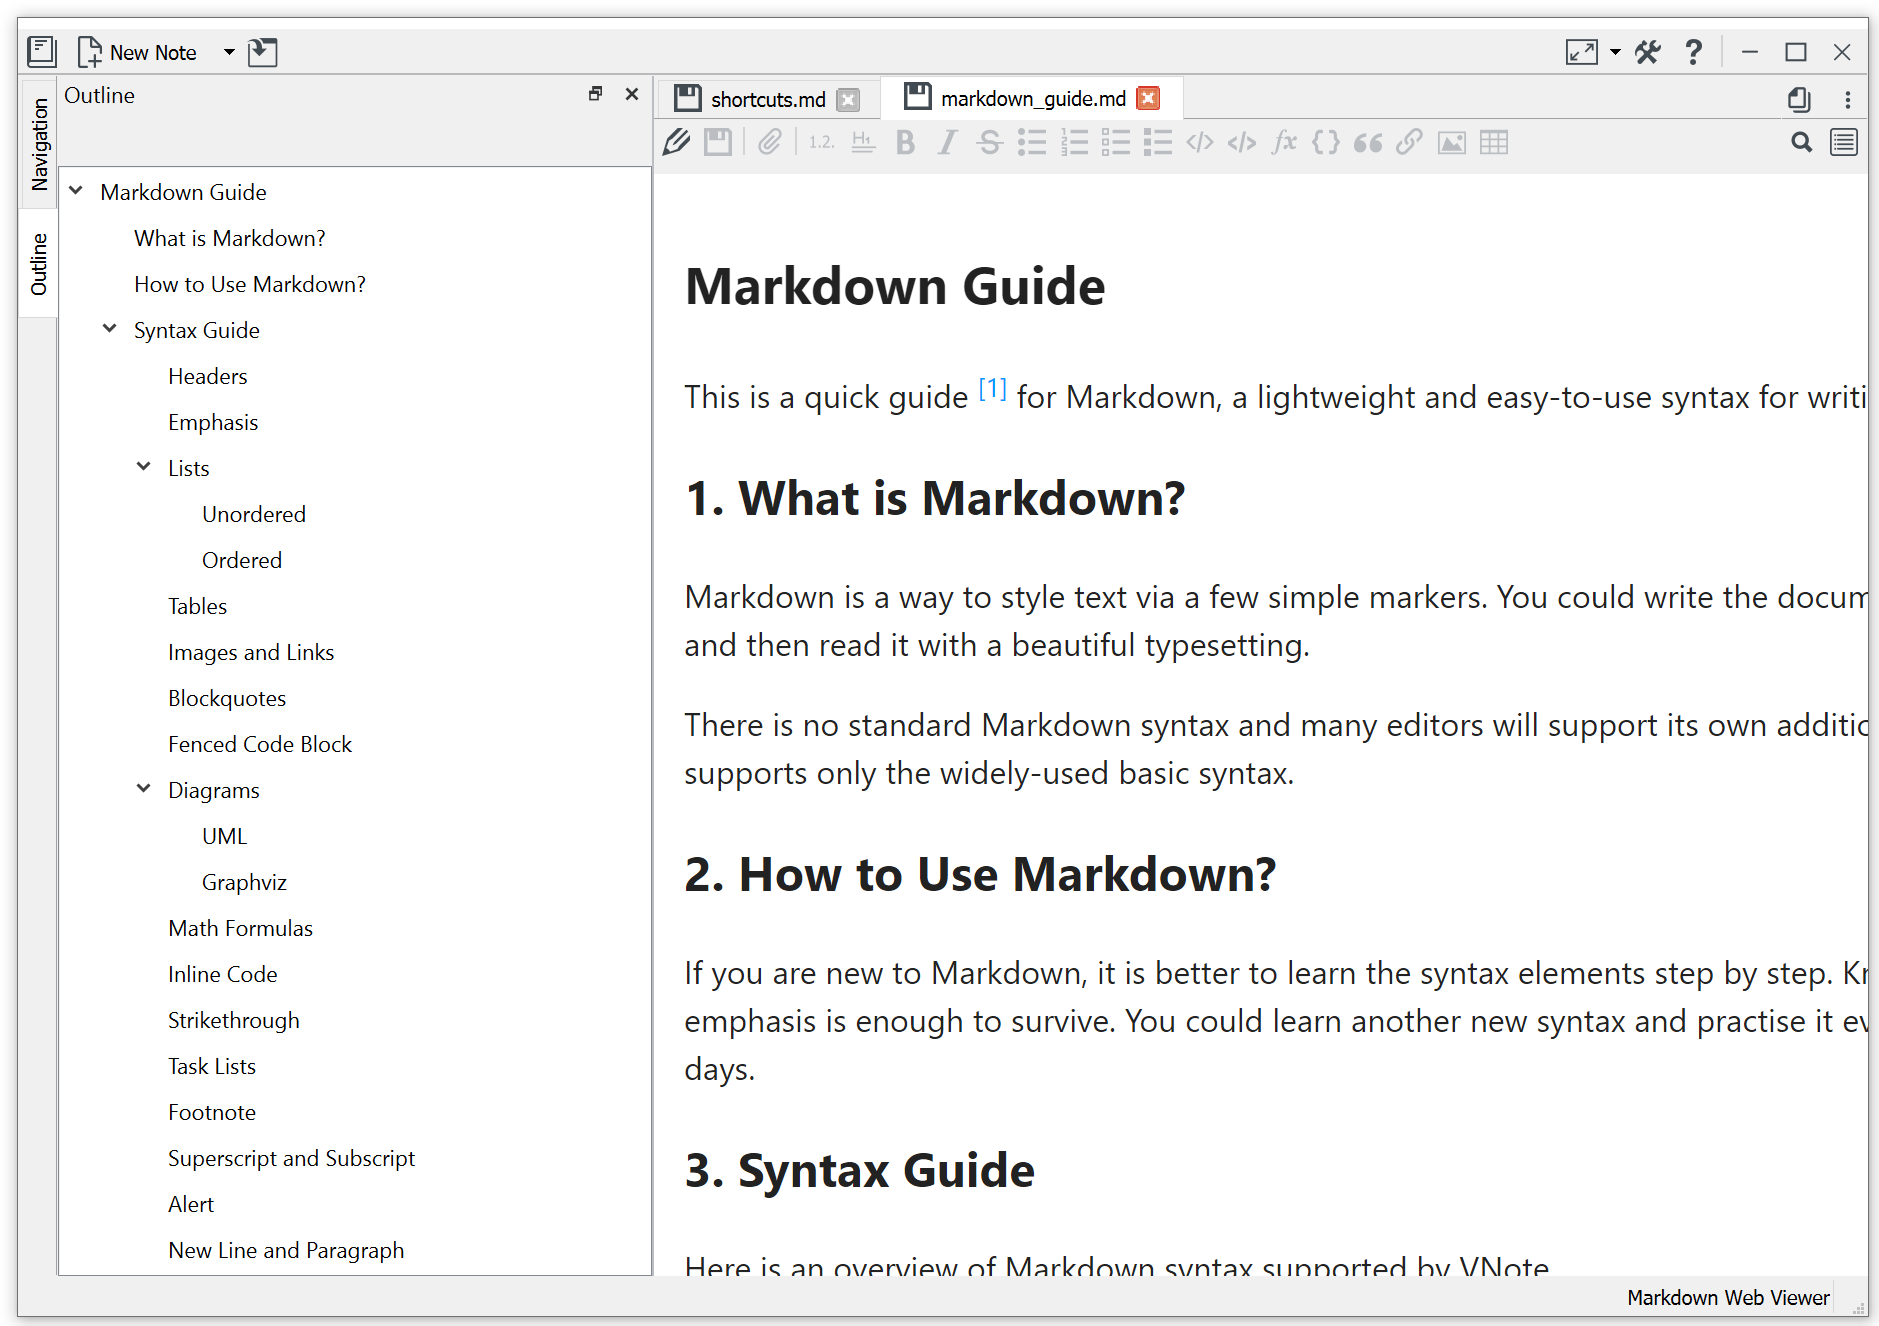 New Note
Navigation
Outline
Outline
Markdown Guide
What is Markdown?
How to Use Markdown?
Syntax Guide
Headers
Emphasis
Lists
Unordered
Ordered
Tables
Images and Links
Blockquotes
Fenced Code Block
Diagrams
UML
Graphviz
Math Formulas
Inline Code
Strikethrough
Task Lists
Footnote
Superscript and Subscript
Alert
New Line and Paragraph
shortcuts.md
markdown_guide.md
1.2. H1 B I S
Markdown Guide
This is a quick guide [1] for Markdown, a lightweight and easy-to-use syntax for writi
1. What is Markdown?
Markdown is a way to style text via a few simple markers. You could write the docum
and then read it with a beautiful typesetting.
There is no standard Markdown syntax and many editors will support its own additio
supports only the widely-used basic syntax.
2. How to Use Markdown?
If you are new to Markdown, it is better to learn the syntax elements step by step. Kn
emphasis is enough to survive. You could learn another new syntax and practise it ev
days.
3. Syntax Guide
Here is an overview of Markdown syntax supported by VNote
Markdown Web Viewer